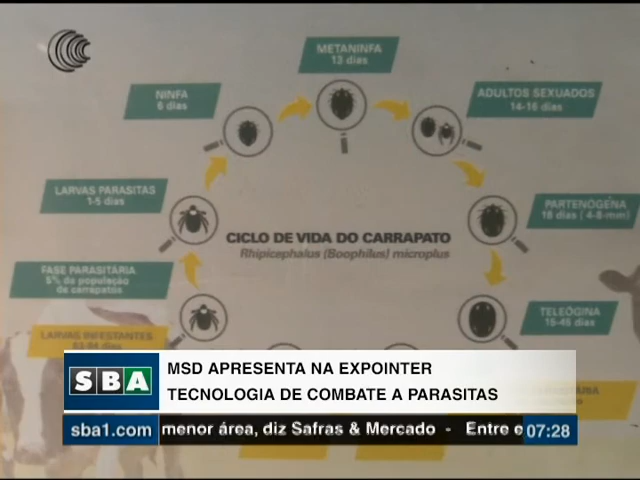 METANINFA
13 dias
NINFA
6 dias
ADULTOS SEXUADOS
14-16 dias
LARVAS PARASITAS
1-5 dias
PARTENÓGENA
16 dias (4-8-mm)
CICLO DE VIDA DO CARRAPATO
Rhipicephalus (Boophilus) microplus
FASE PARASITÁRIA
5% da população
de carrapatos
TELEÓGINA
15-45 dias
LARVAS INFESTANTES
SBA
MSD APRESENTA NA EXPOINTER
TECNOLOGIA DE COMBATE A PARASITAS
sba1.com
menor área, diz Safras & Mercado - Entre e
07:28